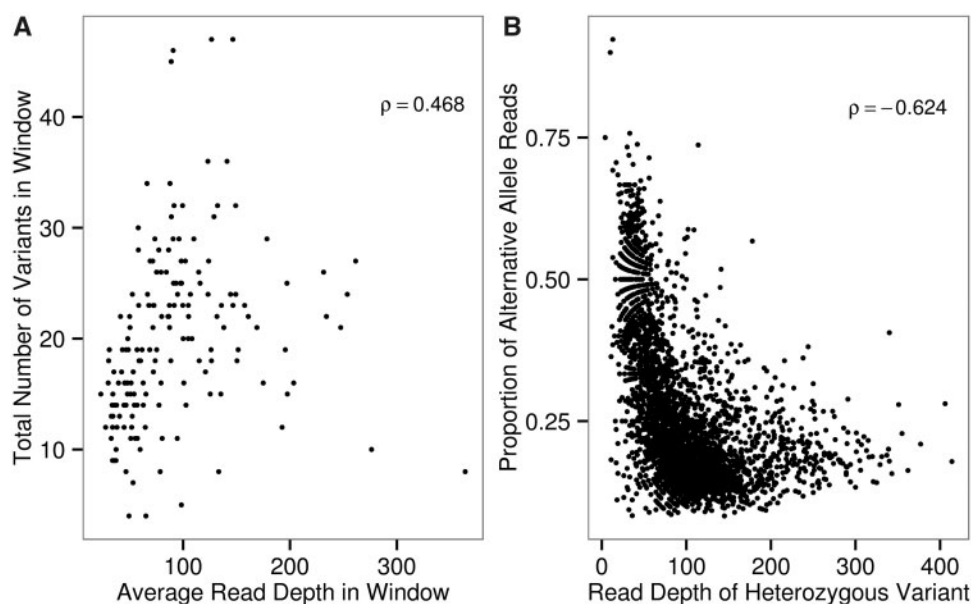 A
ρ = 0.468
Total Number of Variants in Window
40
30
20
10
100
200
300
Average Read Depth in Window
B
ρ = −0.624
Proportion of Alternative Allele Reads
0.75
0.50
0.25
0
100
200
300
400
Read Depth of Heterozygous Variant